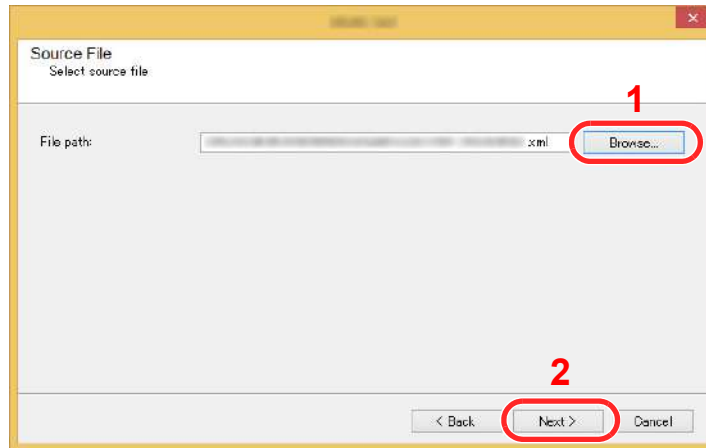 Source File
Select source file
1
File path:
.xml
Browse...
2
< Back
Next >
Cancel